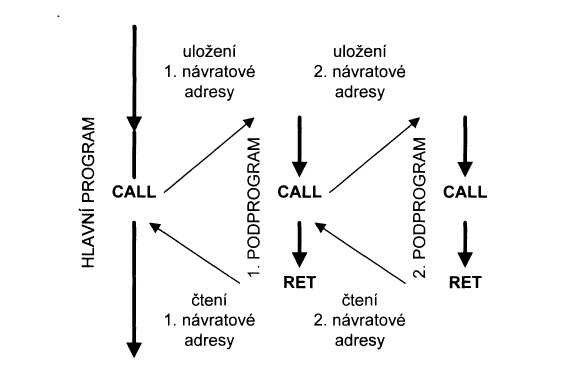 uložení
1. návratové
adresy
uložení
2. návratové
adresy
HLAVNÍ PROGRAM
CALL
1. PODPROGRAM
CALL
2. PODPROGRAM
CALL
RET
RET
čtení
1. návratové
adresy
čtení
2. návratové
adresy